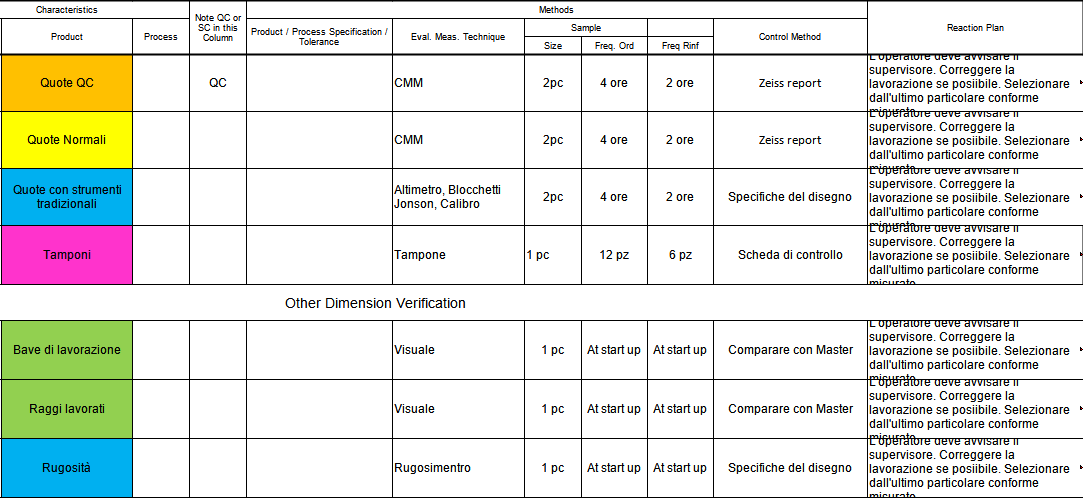 Characteristics
Note QC or
SC in this
Column
Methods
Reaction Plan
Product
Process
Product / Process Specification /
Tolerance
Eval. Meas. Technique
Sample
Control Method
Size
Freq. Ord
Freq Rinf
Quote QC
QC
CMM
2pc
4 ore
2 ore
Zeiss report
L'operatore deve avvisare il
supervisore. Correggere la
lavorazione se posiibile. Selezionare
dall'ultimo particolare conforme
misurato
Quote Normali
CMM
2pc
4 ore
2 ore
Zeiss report
L'operatore deve avvisare il
supervisore. Correggere la
lavorazione se posiibile. Selezionare
dall'ultimo particolare conforme
misurato
Quote con strumenti
tradizionali
Altimetro, Blocchetti
Jonson, Calibro
2pc
4 ore
2 ore
Specifiche del disegno
L'operatore deve avvisare il
supervisore. Correggere la
lavorazione se posiibile. Selezionare
dall'ultimo particolare conforme
misurato
Tamponi
Tampone
1 pc
12 pz
6 pz
Scheda di controllo
L'operatore deve avvisare il
supervisore. Correggere la
lavorazione se posiibile. Selezionare
dall'ultimo particolare conforme
misurato
Other Dimension Verification
Bave di lavorazione
Visuale
1 pc
At start up
At start up
Comparare con Master
L'operatore deve avvisare il
supervisore. Correggere la
lavorazione se posiibile. Selezionare
dall'ultimo particolare conforme
misurato
Raggi lavorati
Visuale
1 pc
At start up
At start up
Comparare con Master
L'operatore deve avvisare il
supervisore. Correggere la
lavorazione se posiibile. Selezionare
dall'ultimo particolare conforme
misurato
Rugosità
Rugosimentro
1 pc
At start up
At start up
Specifiche del disegno
L'operatore deve avvisare il
supervisore. Correggere la
lavorazione se posiibile. Selezionare
dall'ultimo particolare conforme
misurato